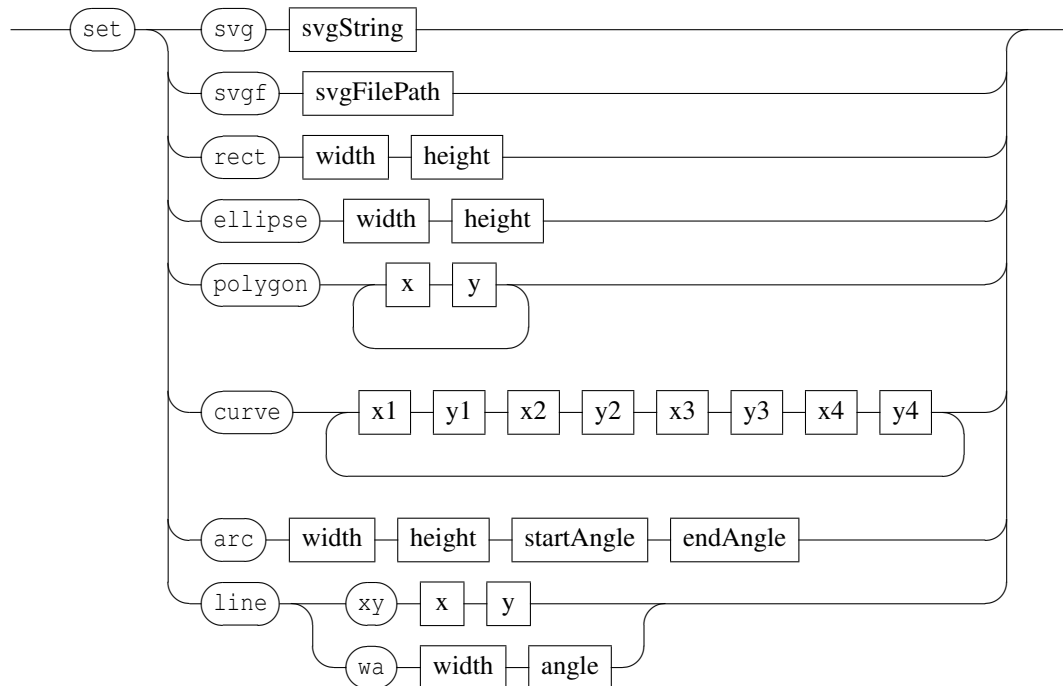 set svg svgString
svgf svgFilePath
rect width height
ellipse width height
polygon x y
curve x1 y1 x2 y2 x3 y3 x4 y4
arc width height startAngle endAngle
line xy x y
wa width angle